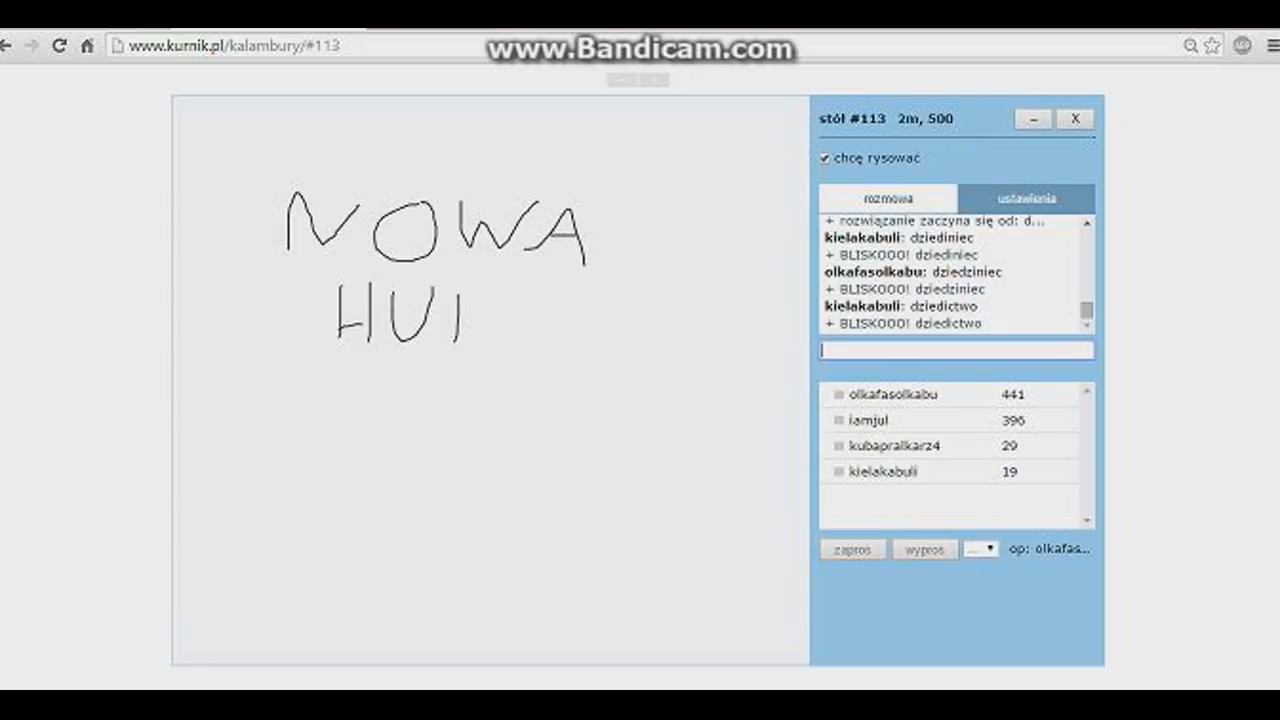 www.kurnik.pl/kalambury/#113
www.Bandicam.com
stół #113 2m, 500
– X
chcę rysować
rozmowa ustawienia
+ rozwiązanie zaczyna się od: d...
kielakabuli: dziediniec
+ BLISKOOO! dziediniec
olkafasolkabu: dziedziniec
+ BLISKOOO! dziedziniec
kielakabuli: dziedictwo
+ BLISKOOO! dziedictwo
olkafasolkabu 441
iamjul 396
kubapralkarz4 29
kielakabuli 19
zaproś wyproś ... op: olkafas...
NOWA
HUI